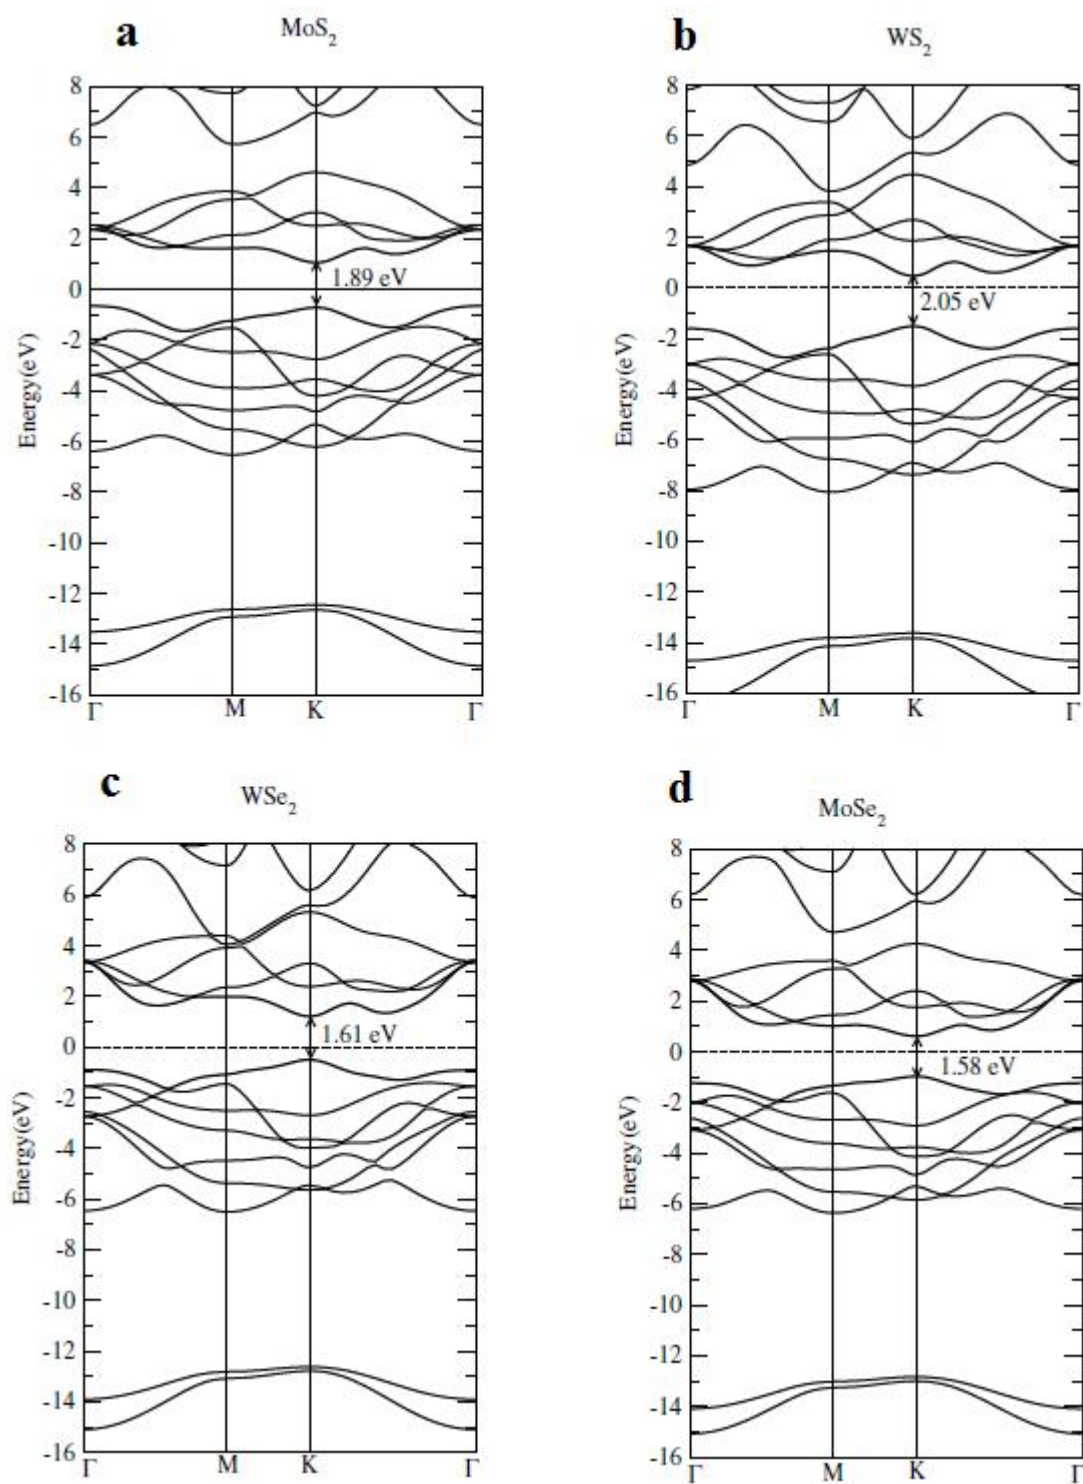 a
MoS2
8
6
4
2
0
-2
-4
-6
-8
-10
-12
-14
-16
Energy(eV)
1.89 eV
Γ M K Γ
b
WS2
8
6
4
2
0
-2
-4
-6
-8
-10
-12
-14
-16
Energy(eV)
2.05 eV
Γ M K Γ
c
WSe2
8
6
4
2
0
-2
-4
-6
-8
-10
-12
-14
-16
Energy(eV)
1.61 eV
Γ M K Γ
d
MoSe2
8
6
4
2
0
-2
-4
-6
-8
-10
-12
-14
-16
Energy(eV)
1.58 eV
Γ M K Γ